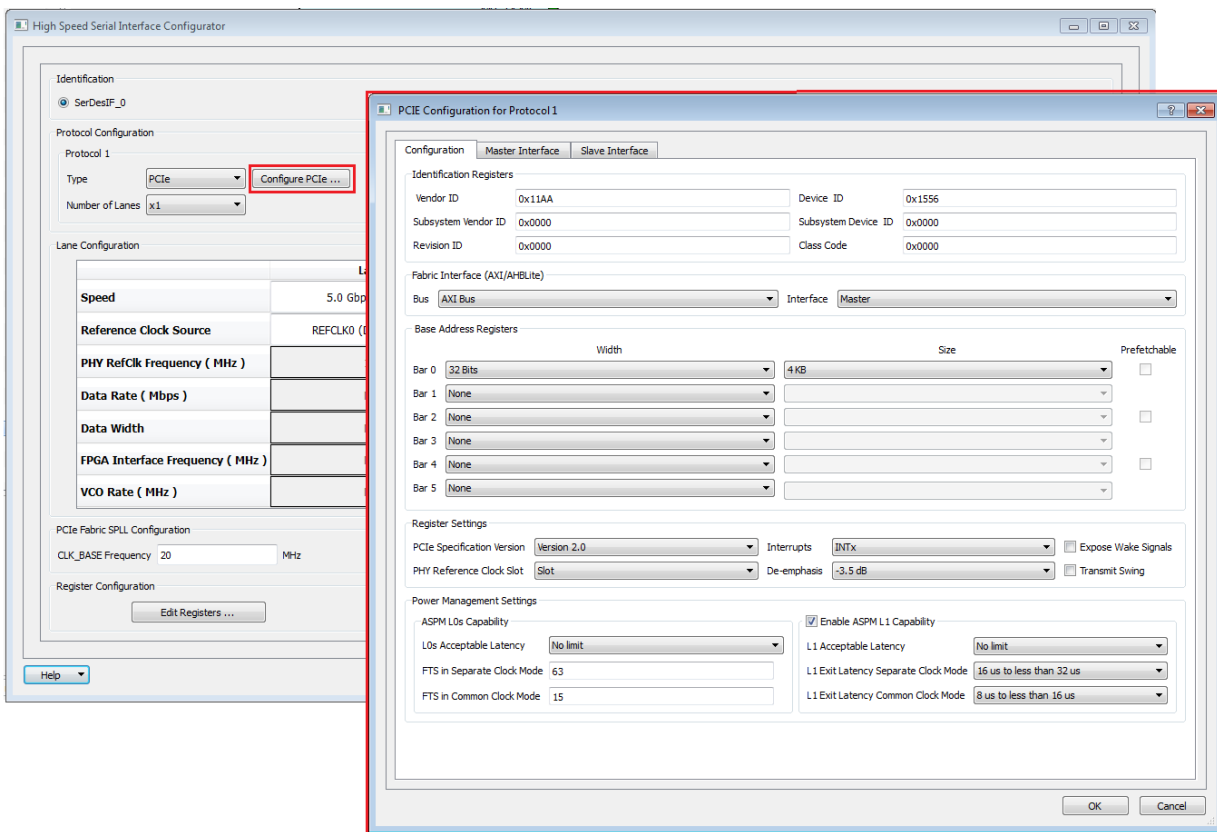 High Speed Serial Interface Configurator
Identification
SerDesIF_0
Protocol Configuration
Protocol 1
Type PCIe Configure PCIe ...
Number of Lanes x1
Lane Configuration
Speed 5.0 Gbp
Reference Clock Source REFCLK0
PHY RefClk Frequency ( MHz )
Data Rate ( Mbps )
Data Width
FPGA Interface Frequency ( MHz )
VCO Rate ( MHz )
PCIe Fabric SPLL Configuration
CLK_BASE Frequency 20 MHz
Register Configuration
Edit Registers ...
Help
PCIE Configuration for Protocol 1
Configuration Master Interface Slave Interface
Identification Registers
Vendor ID 0x11AA Device ID 0x1556
Subsystem Vendor ID 0x0000 Subsystem Device ID 0x0000
Revision ID 0x0000 Class Code 0x0000
Fabric Interface (AXI/AHBLite)
Bus AXI Bus Interface Master
Base Address Registers
Width Size Prefetchable
Bar 0 32 Bits 4 KB
Bar 1 None
Bar 2 None
Bar 3 None
Bar 4 None
Bar 5 None
Register Settings
PCIe Specification Version Version 2.0 Interrupts INTx Expose Wake Signals
PHY Reference Clock Slot Slot De-emphasis -3.5 dB Transmit Swing
Power Management Settings
ASPM L0s Capability Enable ASPM L1 Capability
L0s Acceptable Latency No limit L1 Acceptable Latency No limit
FTS in Separate Clock Mode 63 L1 Exit Latency Separate Clock Mode 16 us to less than 32 us
FTS in Common Clock Mode 15 L1 Exit Latency Common Clock Mode 8 us to less than 16 us
OK Cancel